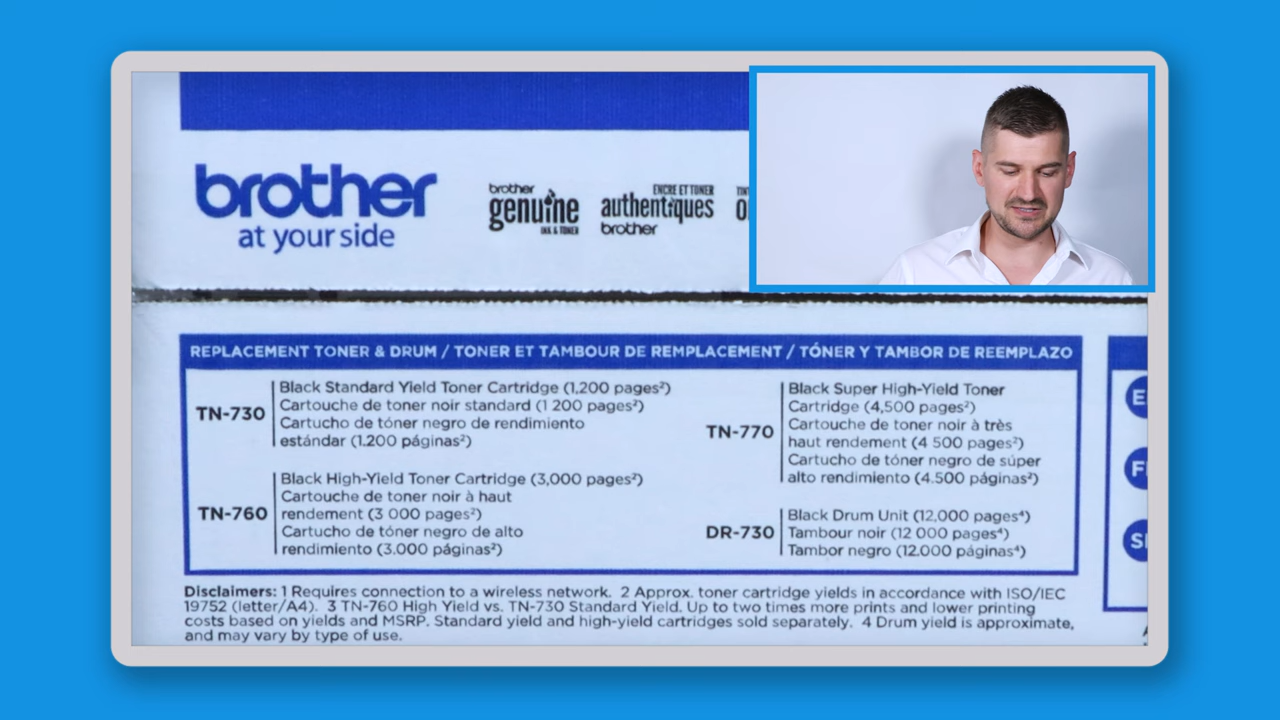 brother
at your side
brother
genuine
INK & TONER
ENCRE ET TONER
authentiques
brother
REPLACEMENT TONER & DRUM / TONER ET TAMBOUR DE REMPLACEMENT / TÓNER Y TAMBOR DE REEMPLAZO
TN-730
Black Standard Yield Toner Cartridge (1,200 pages²)
Cartouche de toner noir standard (1 200 pages²)
Cartucho de tóner negro de rendimiento
estándar (1.200 páginas²)
TN-760
Black High-Yield Toner Cartridge (3,000 pages²)
Cartouche de toner noir à haut
rendement (3 000 pages²)
Cartucho de tóner negro de alto
rendimiento (3.000 páginas²)
TN-770
Black Super High-Yield Toner
Cartridge (4,500 pages²)
Cartouche de toner noir à très
haut rendement (4 500 pages²)
Cartucho de tóner negro de súper
alto rendimiento (4.500 páginas²)
DR-730
Black Drum Unit (12,000 pages⁴)
Tambour noir (12 000 pages⁴)
Tambor negro (12.000 páginas⁴)
Disclaimers: 1 Requires connection to a wireless network. 2 Approx. toner cartridge yields in accordance with ISO/IEC
19752 (letter/A4). 3 TN-760 High Yield vs. TN-730 Standard Yield. Up to two times more prints and lower printing
costs based on yields and MSRP. Standard yield and high-yield cartridges sold separately. 4 Drum yield is approximate,
and may vary by type of use.